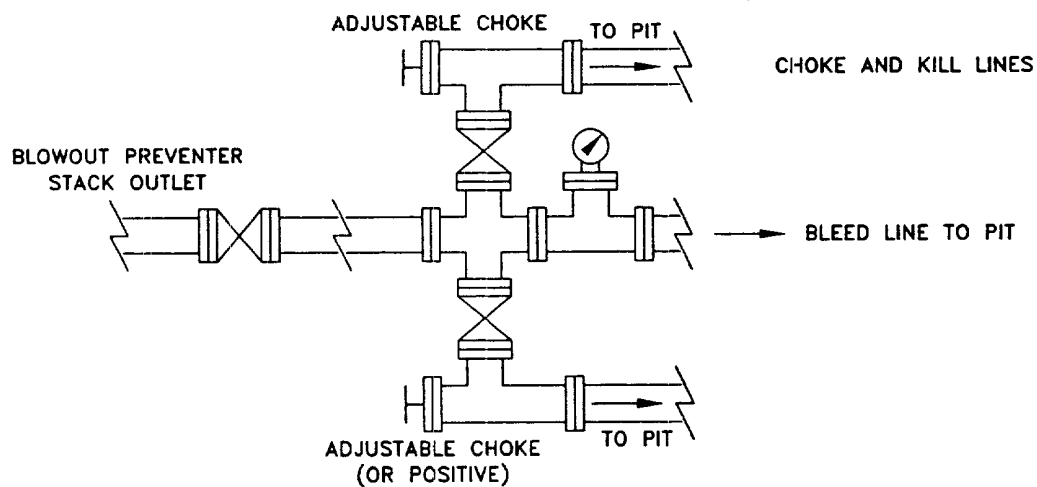 ADJUSTABLE CHOKE
TO PIT
CHOKE AND KILL LINES
BLOWOUT PREVENTER
STACK OUTLET
BLEED LINE TO PIT
TO PIT
ADJUSTABLE CHOKE
(OR POSITIVE)